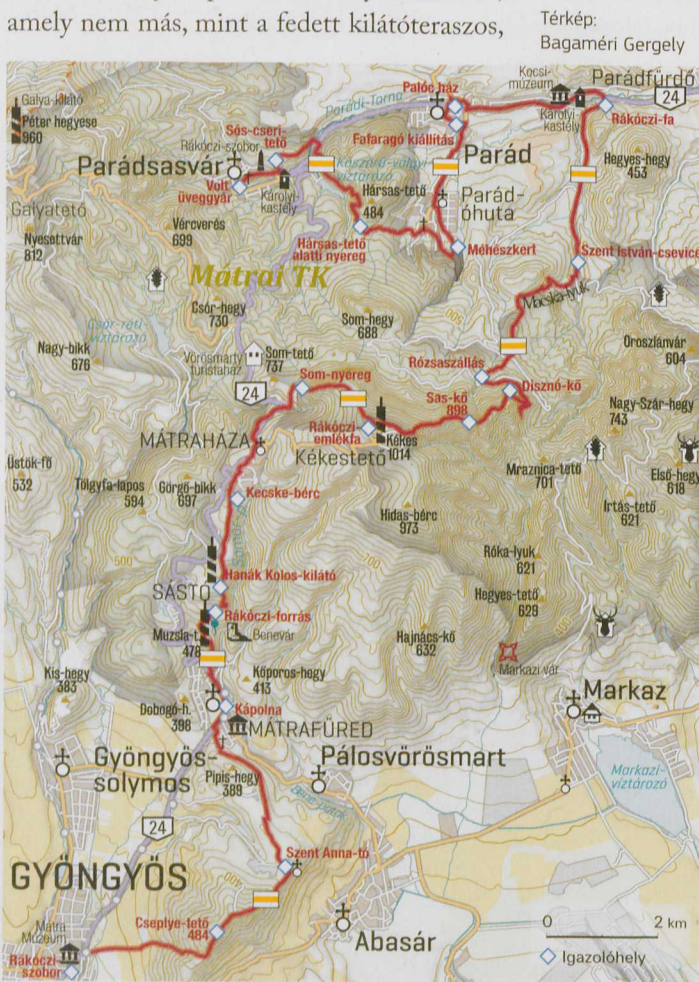 amely nem más, mint a fedett kilátóteraszos,
Térkép:
Bagaméri Gergely
Galya-kilátó
Péter hegyese
960
Parádi-Tarna
Palóc ház
Kocsi-
múzeum
Parádfürdő
24
Károlyi-
kastély
Rákóczi-fa
Sós-cseri-
tető
Rákóczi-szobor
Parádsasvár
Fafaragó kiállítás
Parád
Hegyes-hegy
453
Volt
üveggyár
Károlyi-
kastély
Hársas-tető
484
Parád-
óhuta
Galyatető
Nyesettvár
812
Vércverés
699
Hársas-tető
alatti nyereg
Méhészkert
Szent István-csevice
Mátrai TK
Macska-lyuk
Csór-hegy
730
Som-hegy
688
500
Csór-réti-
víztározó
Nagy-bikk
676
Vörösmarty
turistaház
Som-tető
737
Oroszlánvár
604
24
Som-nyereg
Rózsaszállás
Disznó-kő
Sas-kő
898
Nagy-Szár-hegy
743
MÁTRAHÁZA
Rákóczi-
emlékfa
Kékes
1014
Kékestető
Üstök-fő
532
Tölgyfa-lapos
594
Görgő-bikk
697
Kecske-bérc
Mraznica-tető
701
Első-hegy
618
Hidas-bérc
973
Irtás-tető
621
500
700
Róka-lyuk
621
Hanák Kolos-kilátó
SÁSTÓ
Hegyes-tető
629
Rákóczi-forrás
Muzsla-t.
478
Benevár
Hajnács-kő
632
Markazi vár
Kis-hegy
383
Kőporos-hegy
413
Markaz
Dobogó-h.
398
Kápolna
MÁTRAFÜRED
Gyöngyös-
solymos
Pálosvörösmart
Pipis-hegy
389
Markazi-
víztározó
24
Szent Anna-tó
GYÖNGYÖS
400
Cseplye-tető
484
Mátra
Múzeum
Abasár
0 2 km
Rákóczi-
szobor
Igazolóhely